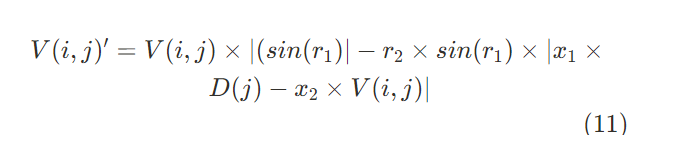 V(i,j)′ = V(i,j) × |(sin(r₁)| − r₂ × sin(r₁) × |x₁ ×
D(j) − x₂ × V(i,j)|
(11)